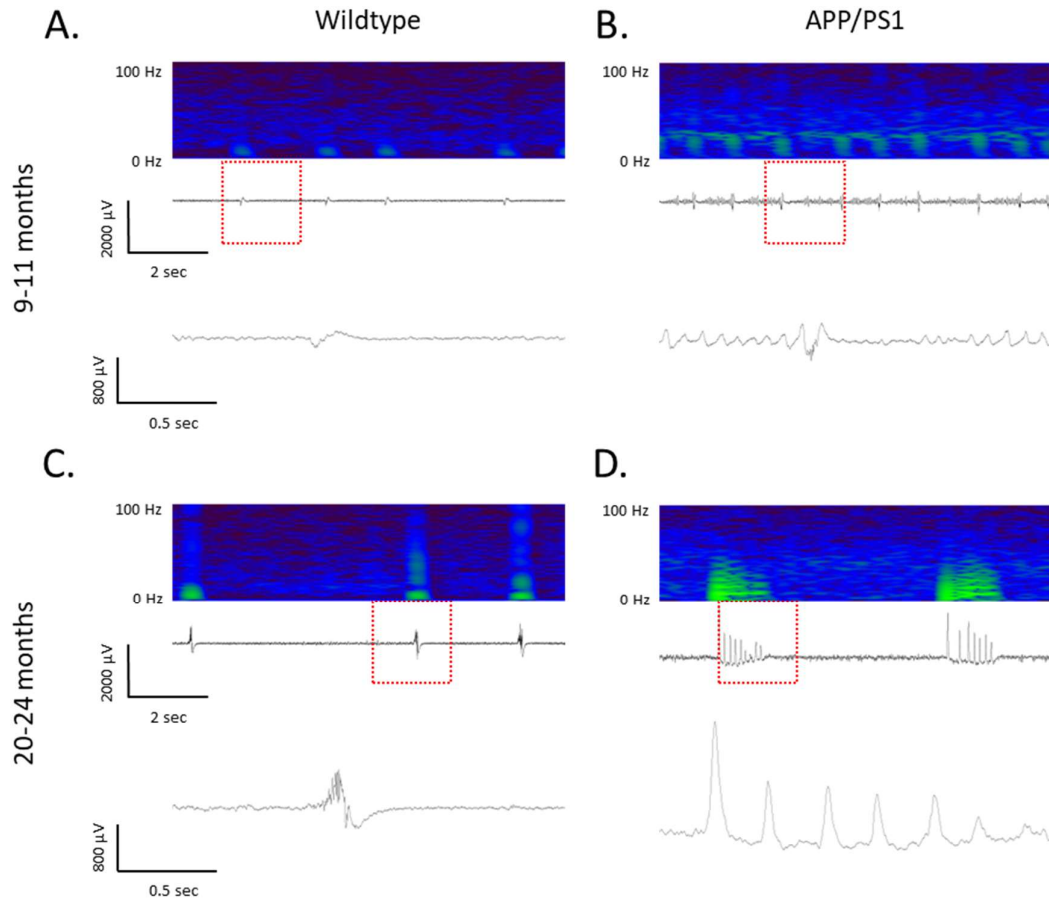 A.
Wildtype
B.
APP/PS1
9-11 months
100 Hz
0 Hz
100 Hz
0 Hz
2000 µV
2 sec
800 µV
0.5 sec
C.
D.
20-24 months
100 Hz
0 Hz
100 Hz
0 Hz
2000 µV
2 sec
800 µV
0.5 sec